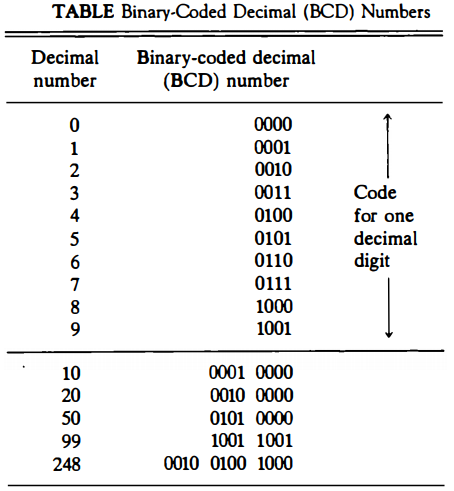 TABLE Binary-Coded Decimal (BCD) Numbers
Decimal number Binary-coded decimal (BCD) number
0 0000
1 0001
2 0010
3 0011 Code
4 0100 for one
5 0101 decimal
6 0110 digit
7 0111
8 1000
9 1001
10 0001 0000
20 0010 0000
50 0101 0000
99 1001 1001
248 0010 0100 1000